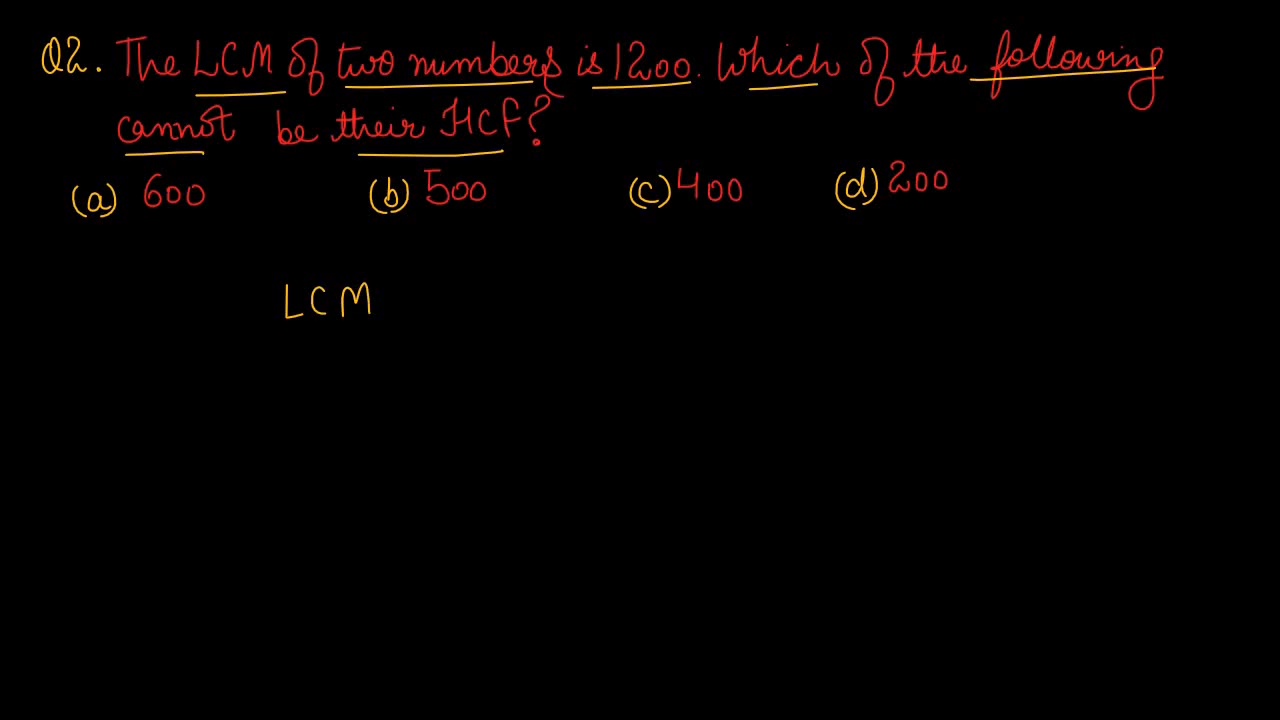 Q2. The LCM of two numbers is 1200. Which of the following
cannot be their HCF?
(a) 600 (b) 500 (c) 400 (d) 200
LCM